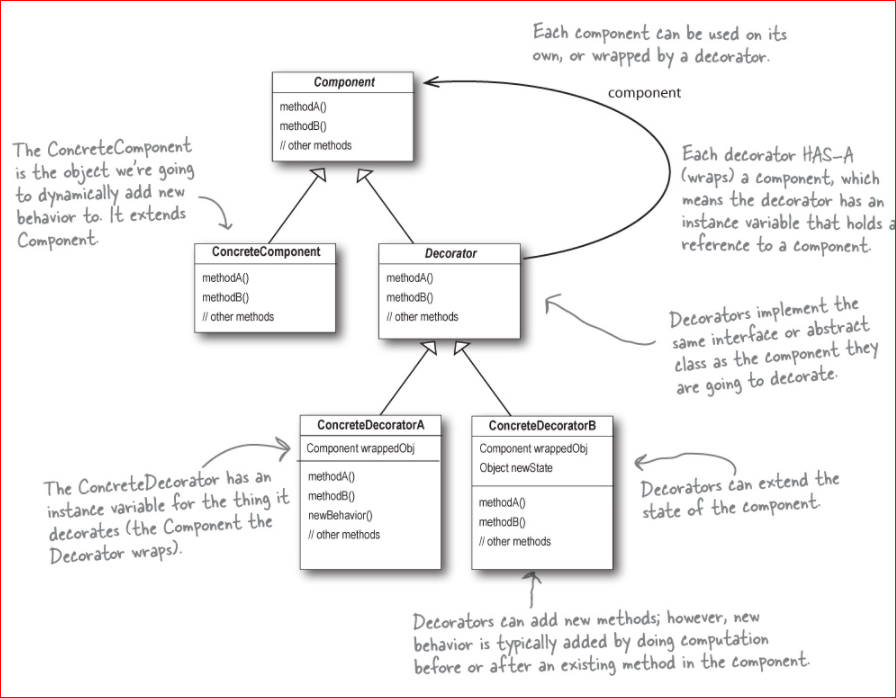 Each component can be used on its
own, or wrapped by a decorator.
Component
methodA()
methodB()
// other methods
component
The ConcreteComponent
is the object we're going
to dynamically add new
behavior to. It extends
Component.
Each decorator HAS-A
(wraps) a component, which
means the decorator has an
instance variable that holds a
reference to a component.
ConcreteComponent
methodA()
methodB()
// other methods
Decorator
methodA()
methodB()
// other methods
Decorators implement the
same interface or abstract
class as the component they
are going to decorate.
ConcreteDecoratorA
Component wrappedObj
methodA()
methodB()
newBehavior()
// other methods
ConcreteDecoratorB
Component wrappedObj
Object newState
methodA()
methodB()
// other methods
The ConcreteDecorator has an
instance variable for the thing it
decorates (the Component the
Decorator wraps).
Decorators can extend the
state of the component.
Decorators can add new methods; however, new
behavior is typically added by doing computation
before or after an existing method in the component.